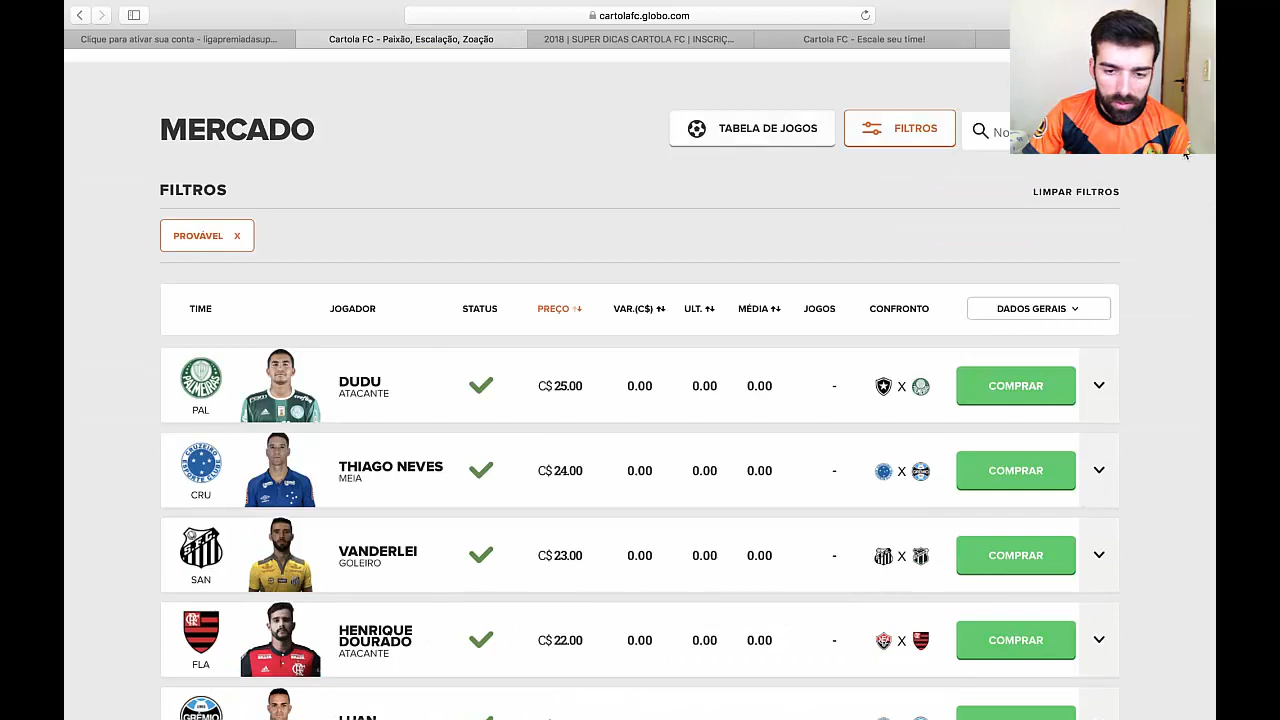 cartolafc.globo.com
Clique para ativar sua conta - ligapremiadasup...
Cartola FC - Paixão, Escalação, Zoação
2018 | SUPER DICAS CARTOLA FC | INSCRIÇ...
Cartola FC - Escale seu time!
MERCADO
TABELA DE JOGOS
FILTROS
No
FILTROS
LIMPAR FILTROS
PROVÁVEL X
TIME JOGADOR STATUS PREÇO VAR.(C$) ULT. MÉDIA JOGOS CONFRONTO DADOS GERAIS
PAL
DUDU
ATACANTE
C$ 25.00 0.00 0.00 0.00 - X COMPRAR
CRU
THIAGO NEVES
MEIA
C$ 24.00 0.00 0.00 0.00 - X COMPRAR
SAN
VANDERLEI
GOLEIRO
C$ 23.00 0.00 0.00 0.00 - X COMPRAR
FLA
HENRIQUE
DOURADO
ATACANTE
C$ 22.00 0.00 0.00 0.00 - X COMPRAR
GRÊMIO
LUAN